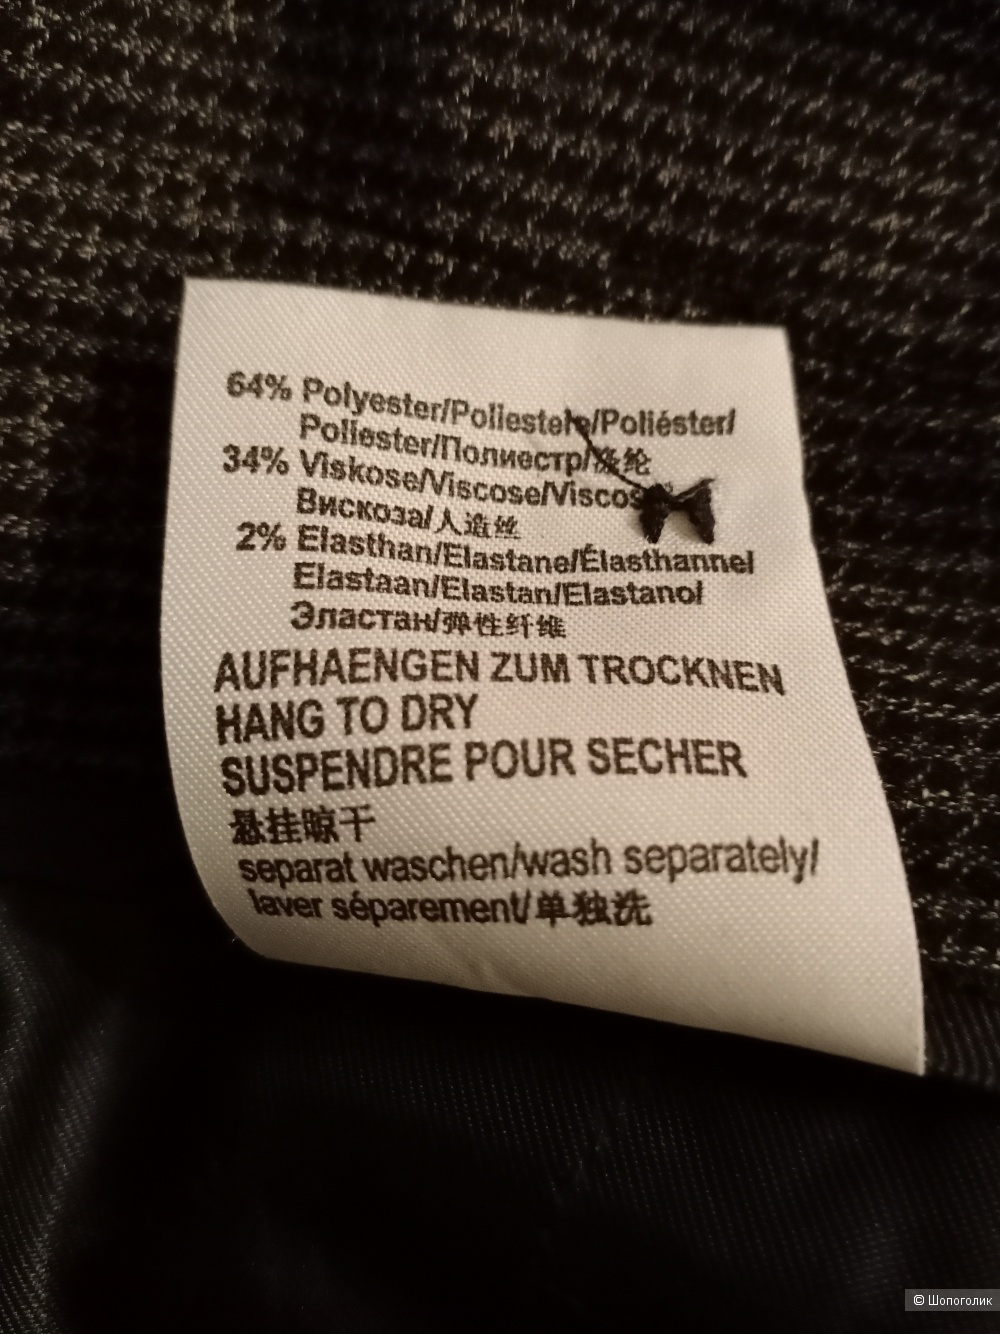 64% Polyester/Poliestere/Poliéster/
Poliester/Полиестр/涤纶
34% Viskose/Viscose/
Вискоза/人造丝
2% Elasthan/Elastane/Élasthannel
Elastaan/Elastan/Elastanol
Эластан/弹性纤维
AUFHAENGEN ZUM TROCKNEN
HANG TO DRY
SUSPENDRE POUR SECHER
悬挂晾干
separat waschen/wash separately/
laver séparement/单独洗
© Шопоголик